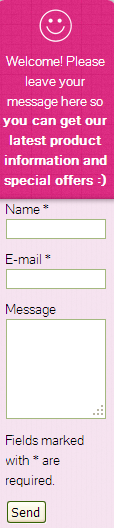 Welcome! Please
leave your
message here so
you can get our
latest product
information and
special offers :)
Name *
E-mail *
Message
Fields marked
with * are
required.
Send